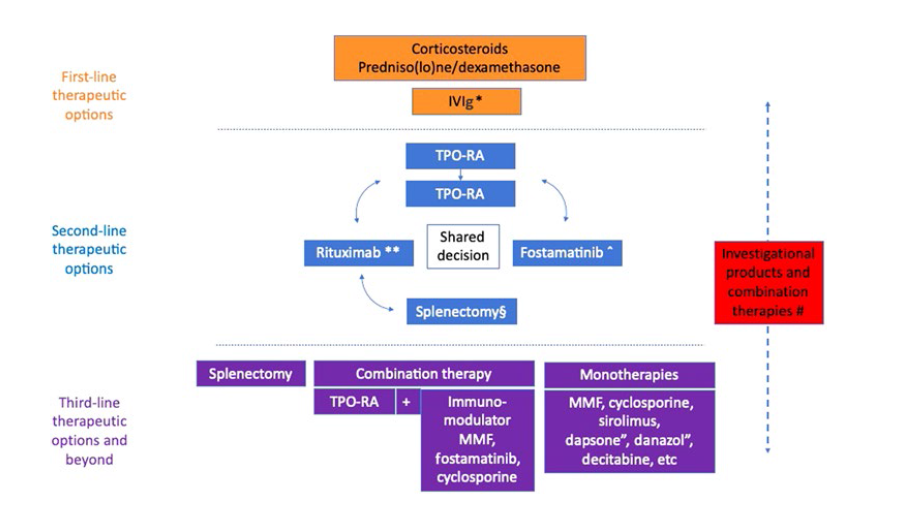 First-line
therapeutic
options
Corticosteroids
Predniso(lo)ne/dexamethasone
IVIg*
Second-line
therapeutic
options
TPO-RA
TPO-RA
Rituximab **
Shared
decision
Fostamatinib ^
Splenectomy§
Investigational
products and
combination
therapies #
Third-line
therapeutic
options and
beyond
Splenectomy
Combination therapy
TPO-RA
+
Immuno-
modulator
MMF,
fostamatinib,
cyclosporine
Monotherapies
MMF, cyclosporine,
sirolimus,
dapsone”, danazol”,
decitabine, etc